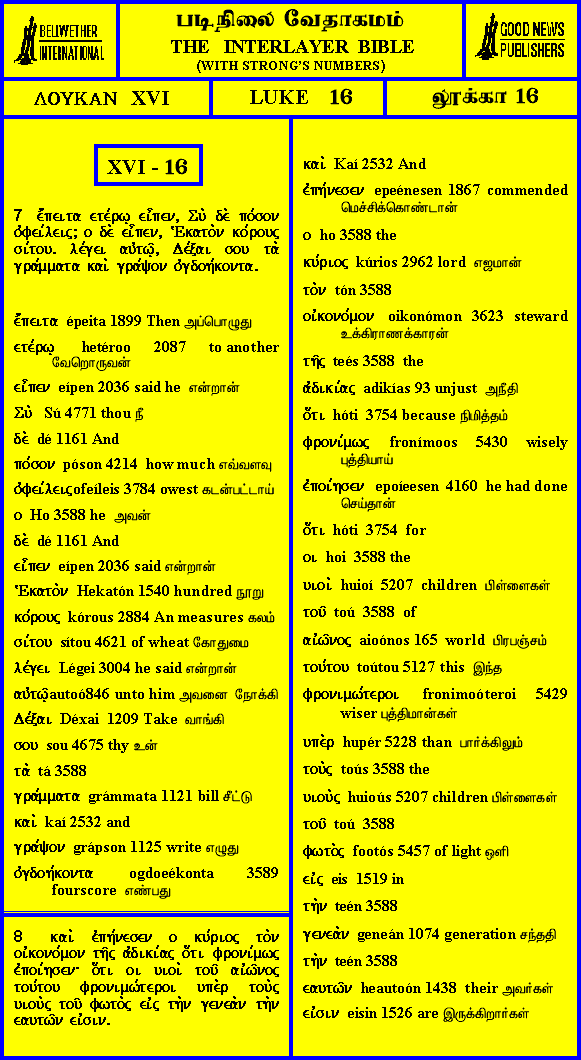 BELLWETHER
INTERNATIONAL
படிநிலை வேதாகமம்
THE INTERLAYER BIBLE
(WITH STRONG'S NUMBERS)
GOOD NEWS
PUBLISHERS
ΛΟΥΚΑΝ XVI
LUKE 16
லூக்கா 16
XVI - 16
7 ἔπειτα ετέρῳ εἶπεν, Σὺ δὲ πόσον
ὀφείλεις; ο δὲ εἶπεν, Ἑκατὸν κόρους
σίτου. λέγει αὐτῷ, Δέξαι σου τὰ
γράμματα καὶ γράψον ὀγδοήκοντα.
ἔπειτα épeita 1899 Then அப்பொழுது
ετέρῳ hetéroo 2087 to another
வேறொருவன்
εἶπεν eípen 2036 said he என்றான்
Σὺ Sú 4771 thou நீ
δὲ dé 1161 And
πόσον póson 4214 how much எவ்வளவு
ὀφείλεις ofeíleis 3784 owest கடன்பட்டாய்
ο Ho 3588 he அவன்
δὲ dé 1161 And
εἶπεν eípen 2036 said என்றான்
Ἑκατὸν Hekatón 1540 hundred நூறு
κόρους kórous 2884 An measures கலம்
σίτου sítou 4621 of wheat கோதுமை
λέγει Légei 3004 he said என்றான்
αὐτῷ autoó846 unto him அவனை நோக்கி
Δέξαι Déxai 1209 Take வாங்கி
σου sou 4675 thy உன்
τὰ tá 3588
γράμματα grámmata 1121 bill சீட்டு
καὶ kaí 2532 and
γράψον grápson 1125 write எழுது
ὀγδοήκοντα ogdoeékonta 3589
fourscore எண்பது
8 καὶ ἐπήνεσεν ο κύριος τὸν
οἰκονόμον τῆς ἀδικίας ὅτι φρονίμως
ἐποίησεν· ὅτι οι υιοὶ τοῦ αἰῶνος
τούτου φρονιμώτεροι υπὲρ τοὺς
υιοὺς τοῦ φωτὸς εἰς τὴν γενεὰν τὴν
εαυτῶν εἰσιν.
καὶ Kaí 2532 And
ἐπήνεσεν epeénesen 1867 commended
மெச்சிக்கொண்டான்
ο ho 3588 the
κύριος kúrios 2962 lord எஜமான்
τὸν tón 3588
οἰκονόμον oikonómon 3623 steward
உக்கிராணக்காரன்
τῆς teés 3588 the
ἀδικίας adikías 93 unjust அநீதி
ὅτι hóti 3754 because நிமித்தம்
φρονίμως fronímoos 5430 wisely
புத்தியாய்
ἐποίησεν epoíeesen 4160 he had done
செய்தான்
ὅτι hóti 3754 for
οι hoi 3588 the
υιοὶ huioí 5207 children பிள்ளைகள்
τοῦ toú 3588 of
αἰῶνος aioónos 165 world பிரபஞ்சம்
τούτου toútou 5127 this இந்த
φρονιμώτεροι fronimoóteroi 5429
wiser புத்திமான்கள்
υπὲρ hupér 5228 than பார்க்கிலும்
τοὺς toús 3588 the
υιοὺς huioús 5207 children பிள்ளைகள்
τοῦ toú 3588
φωτὸς footós 5457 of light ஒளி
εἰς eis 1519 in
τὴν teén 3588
γενεὰν geneán 1074 generation சந்ததி
τὴν teén 3588
εαυτῶν heautoón 1438 their அவர்கள்
εἰσιν eisin 1526 are இருக்கிறார்கள்